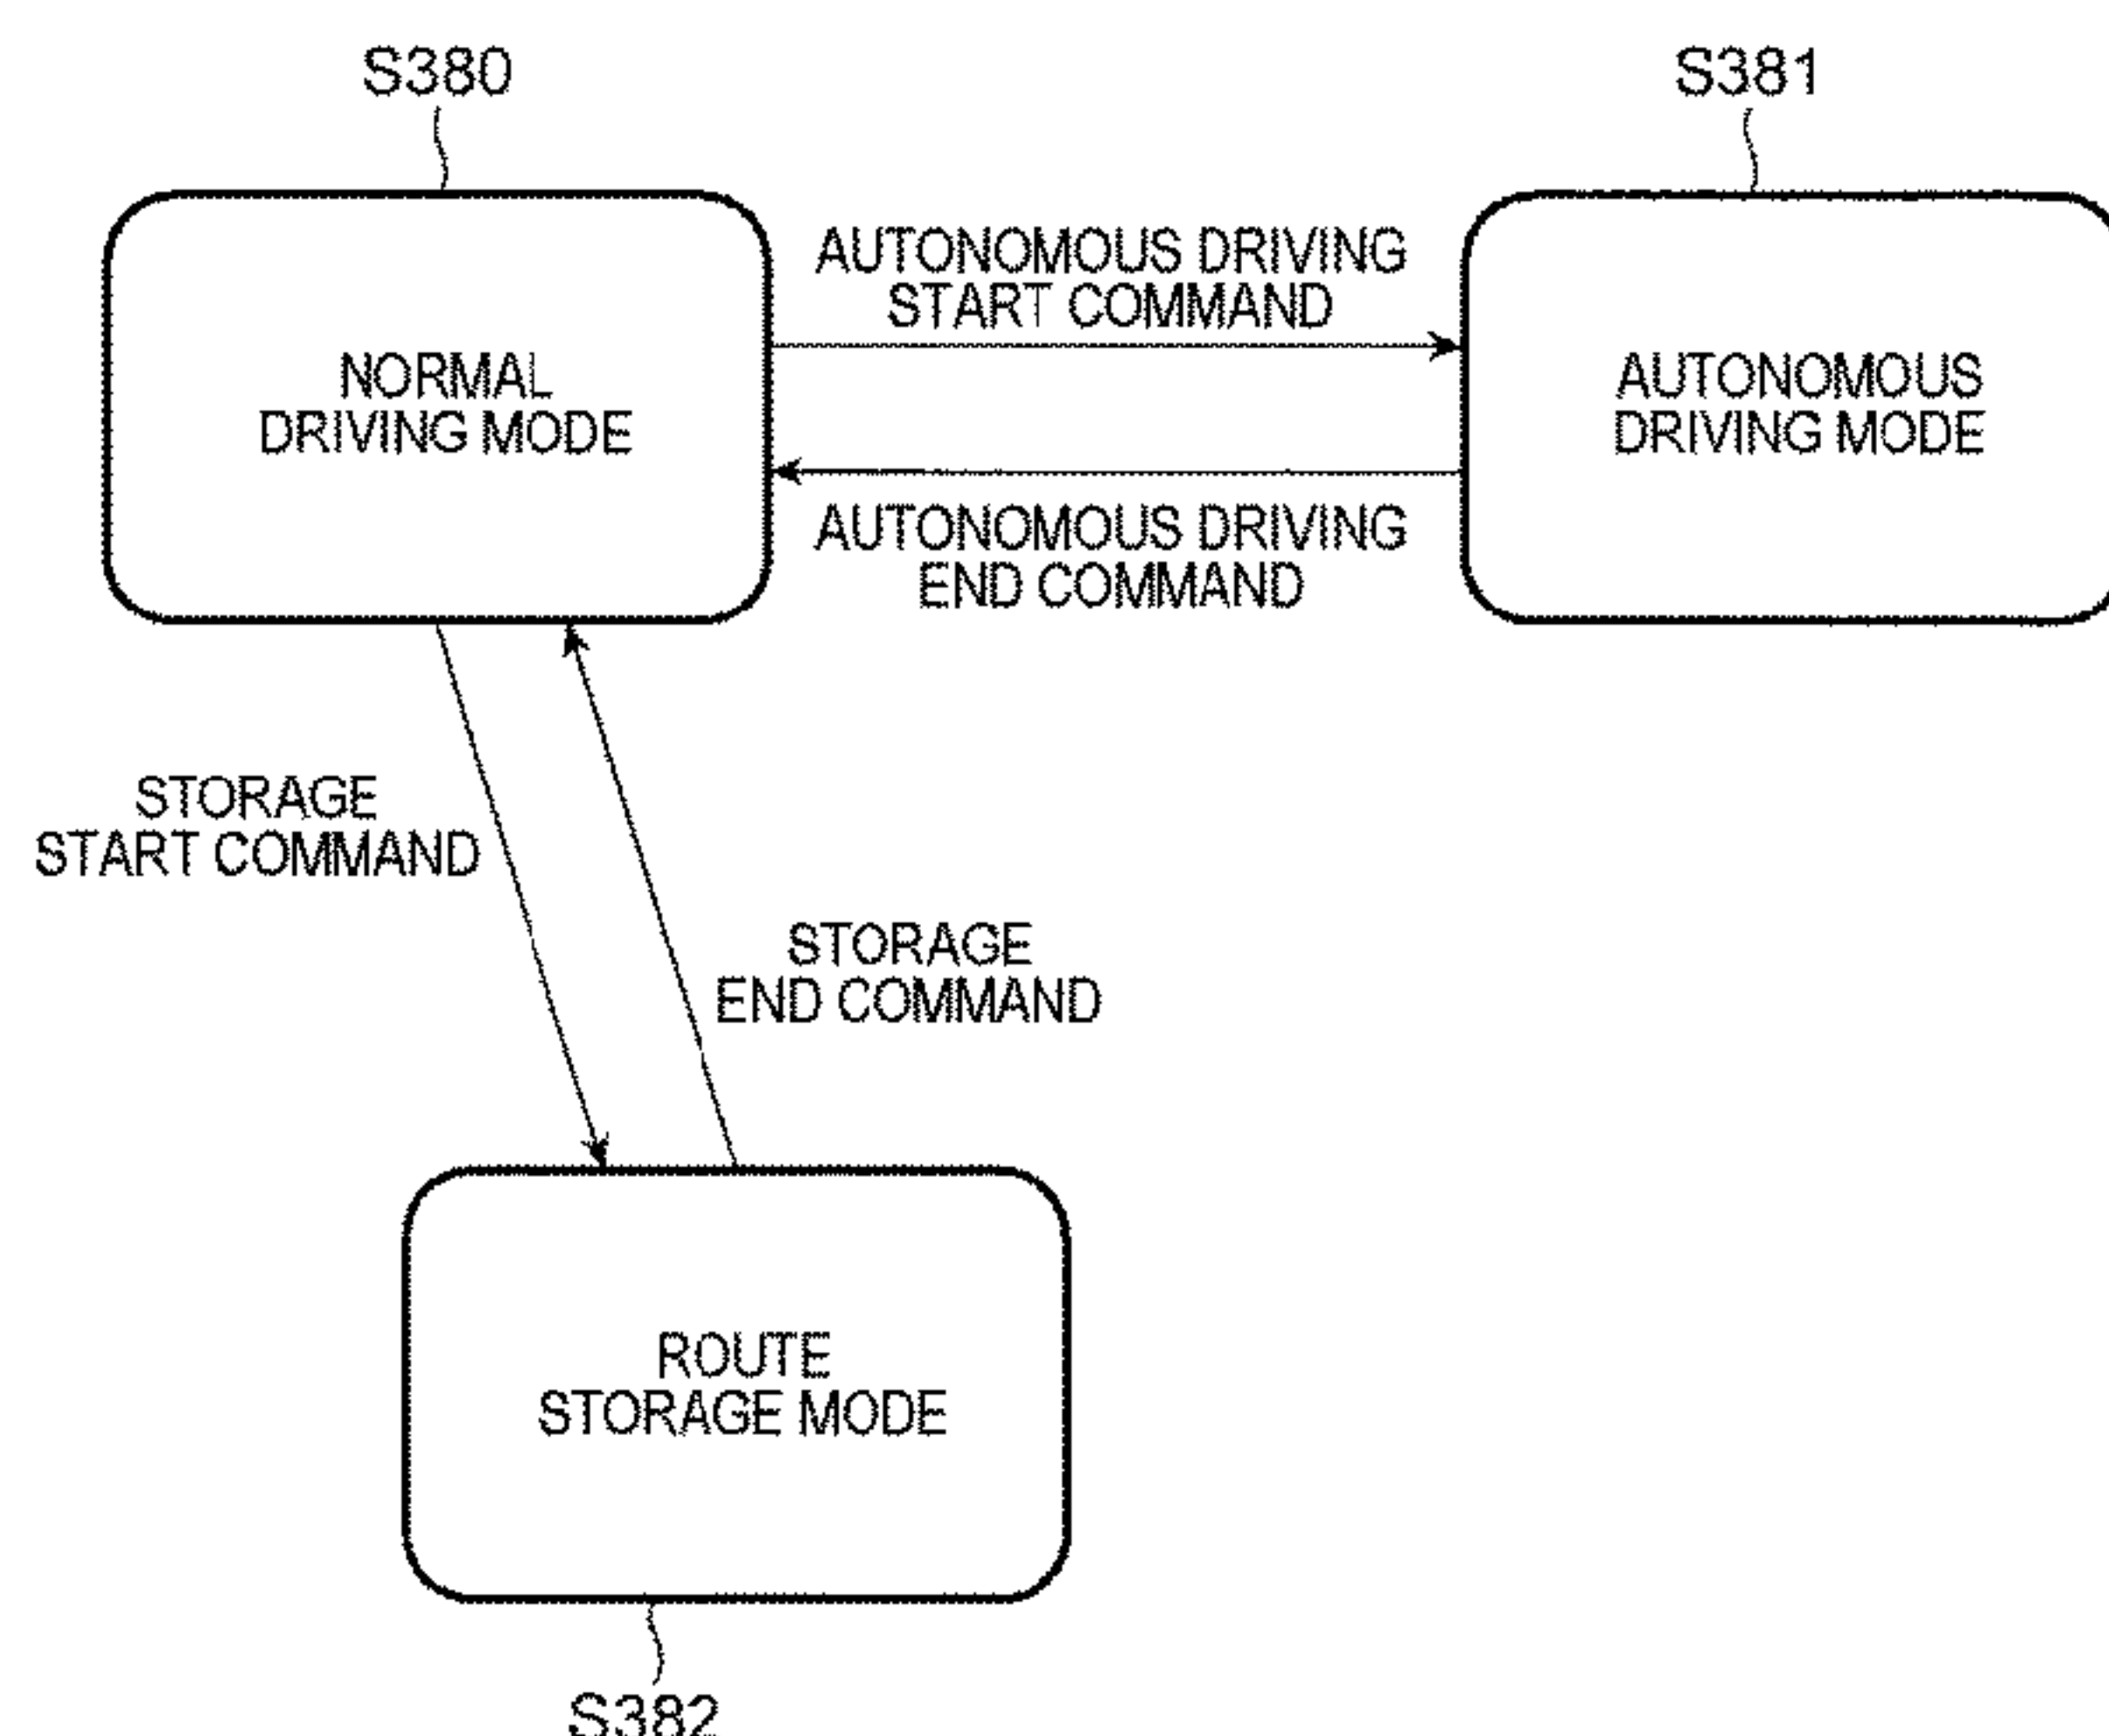 S380
S381
NORMAL
DRIVING MODE
AUTONOMOUS DRIVING
START COMMAND
AUTONOMOUS
DRIVING MODE
AUTONOMOUS DRIVING
END COMMAND
STORAGE
START COMMAND
STORAGE
END COMMAND
ROUTE
STORAGE MODE
S382